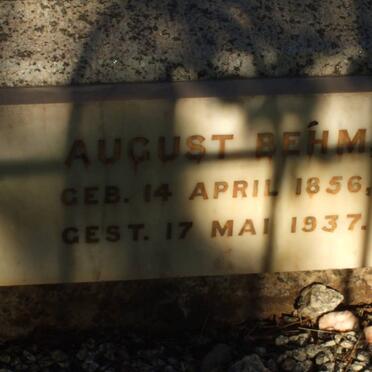 AUGUST BEHM,
GEB. 14 APRIL 1856,
GEST. 17 MAI 1937.